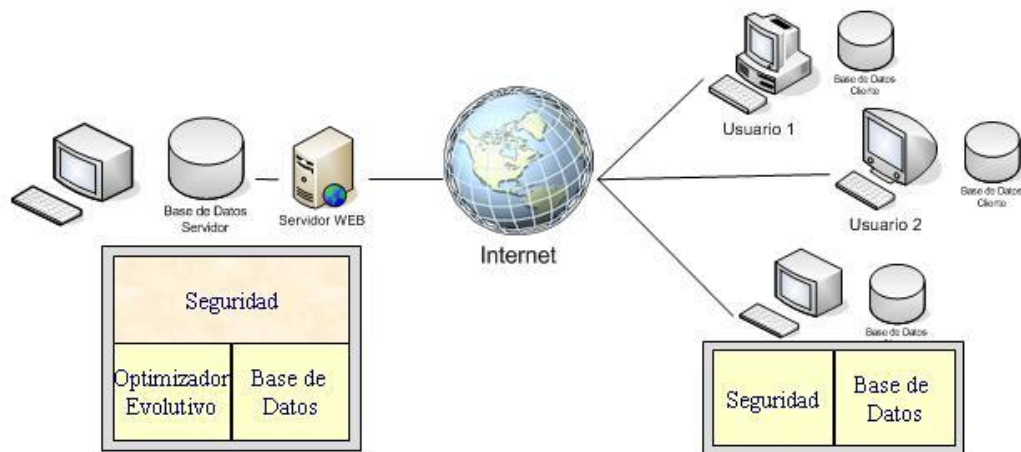 Base de Datos
Cliente
Usuario 1
Base de Datos
Servidor
Servidor WEB
Internet
Base de Datos
Cliente
Usuario 2
Base de Datos
Seguridad
Optimizador
Evolutivo
Base de
Datos
Seguridad
Base de
Datos